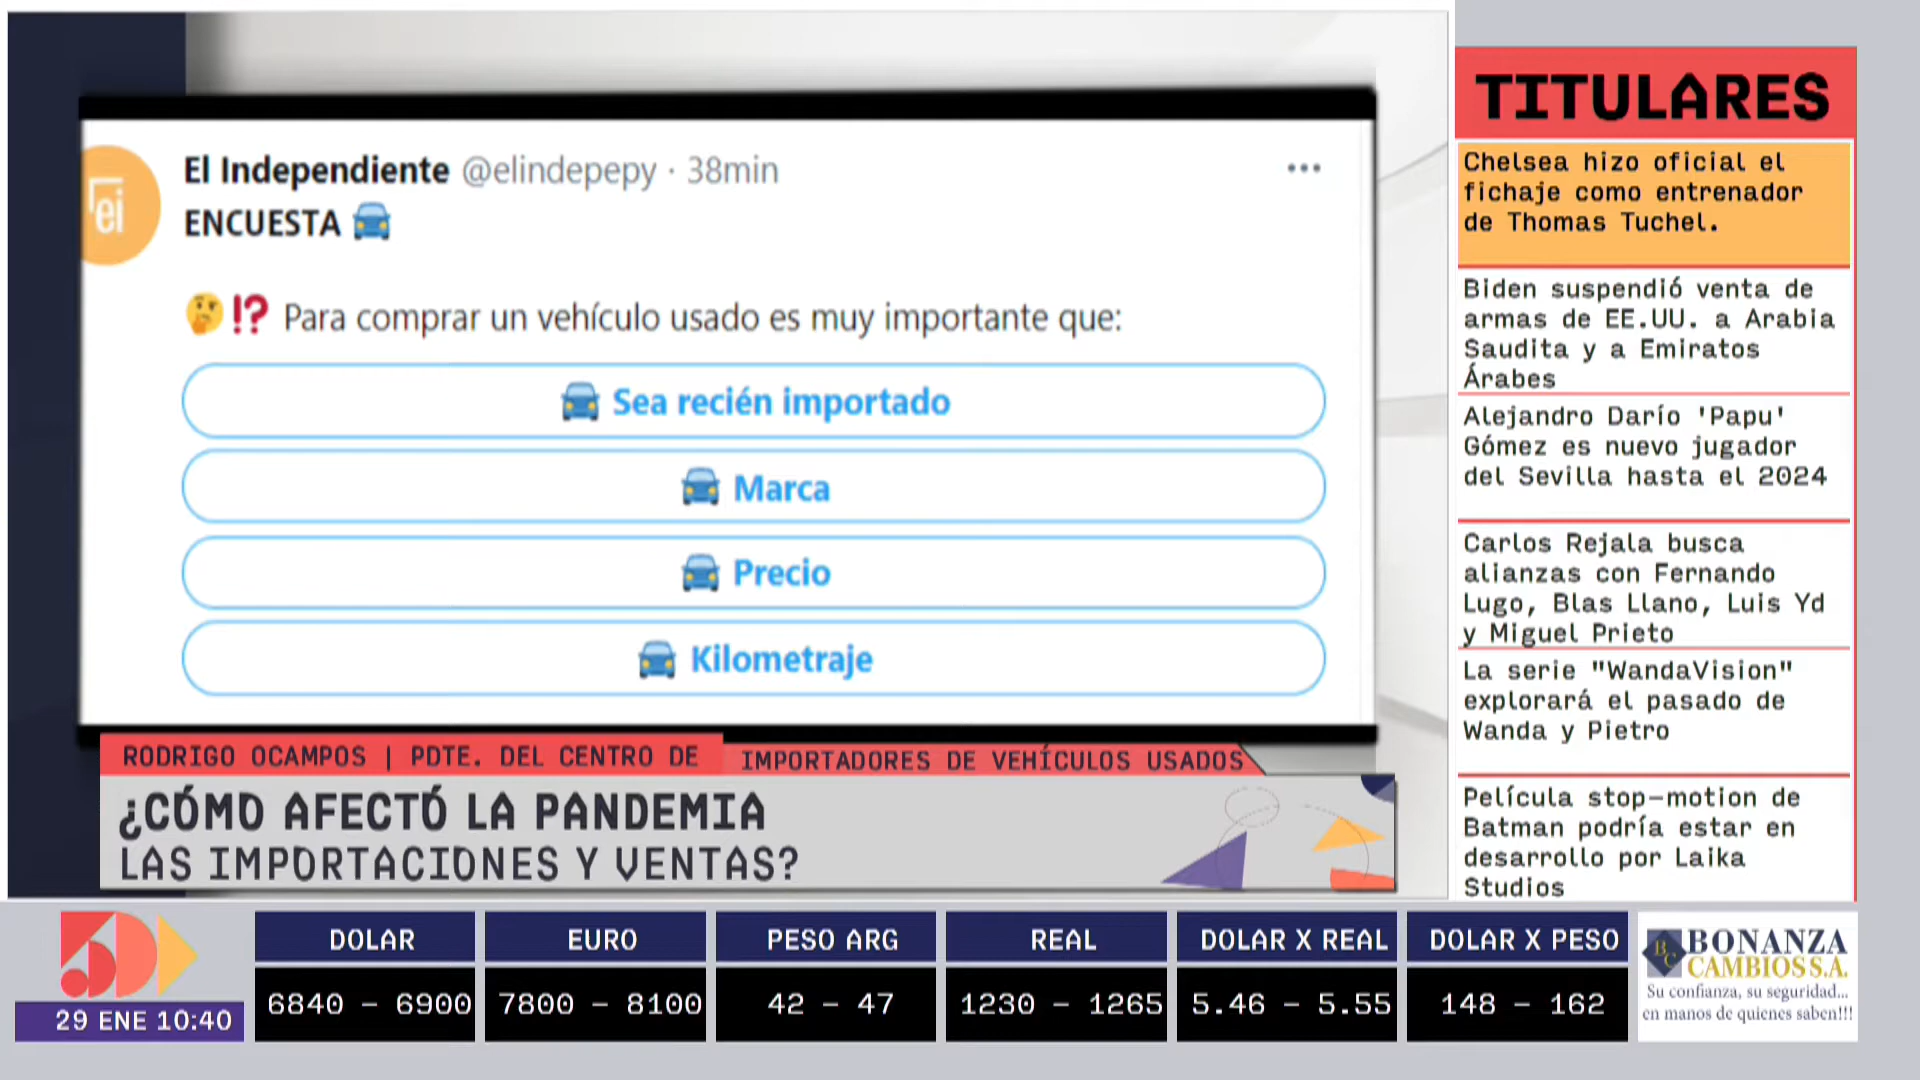 El Independiente @elindepepy · 38min
ENCUESTA
Para comprar un vehículo usado es muy importante que:
Sea recién importado
Marca
Precio
Kilometraje
RODRIGO OCAMPOS | PDTE. DEL CENTRO DE IMPORTADORES DE VEHÍCULOS USADOS
¿CÓMO AFECTÓ LA PANDEMIA
LAS IMPORTACIONES Y VENTAS?
TITULARES
Chelsea hizo oficial el
fichaje como entrenador
de Thomas Tuchel.
Biden suspendió venta de
armas de EE.UU. a Arabia
Saudita y a Emiratos
Árabes
Alejandro Darío 'Papu'
Gómez es nuevo jugador
del Sevilla hasta el 2024
Carlos Rejala busca
alianzas con Fernando
Lugo, Blas Llano, Luis Yd
y Miguel Prieto
La serie "WandaVision"
explorará el pasado de
Wanda y Pietro
Película stop-motion de
Batman podría estar en
desarrollo por Laika
Studios
ei
29 ENE 10:40
DOLAR
6840 - 6900
EURO
7800 - 8100
PESO ARG
42 - 47
REAL
1230 - 1265
DOLAR X REAL
5.46 - 5.55
DOLAR X PESO
148 - 162
BC
BONANZA
CAMBIOS S.A.
Su confianza, su seguridad...
en manos de quienes saben!!!